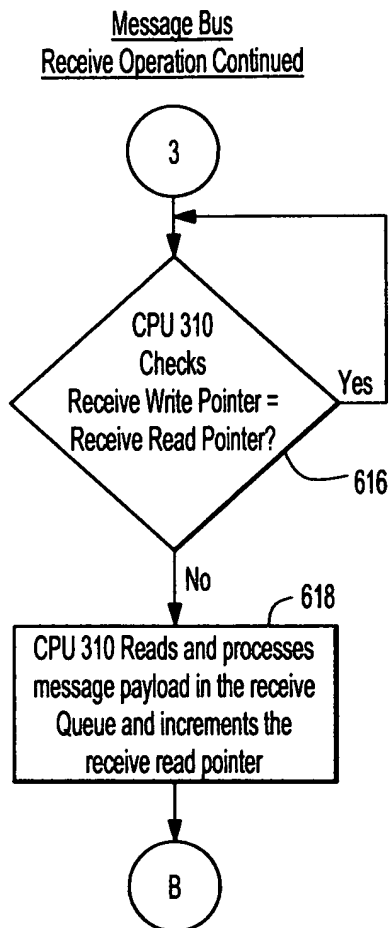 Message Bus
Receive Operation Continued
3
CPU 310
Checks
Receive Write Pointer =
Receive Read Pointer?
Yes
616
No
618
CPU 310 Reads and processes
message payload in the receive
Queue and increments the
receive read pointer
B